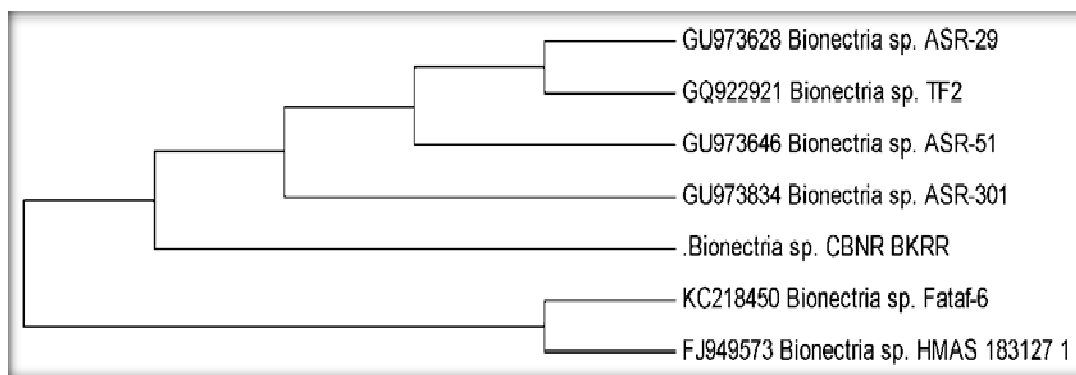 GU973628 Bionectria sp. ASR-29
GQ922921 Bionectria sp. TF2
GU973646 Bionectria sp. ASR-51
GU973834 Bionectria sp. ASR-301
.Bionectria sp. CBNR BKRR
KC218450 Bionectria sp. Fataf-6
FJ949573 Bionectria sp. HMAS 183127 1